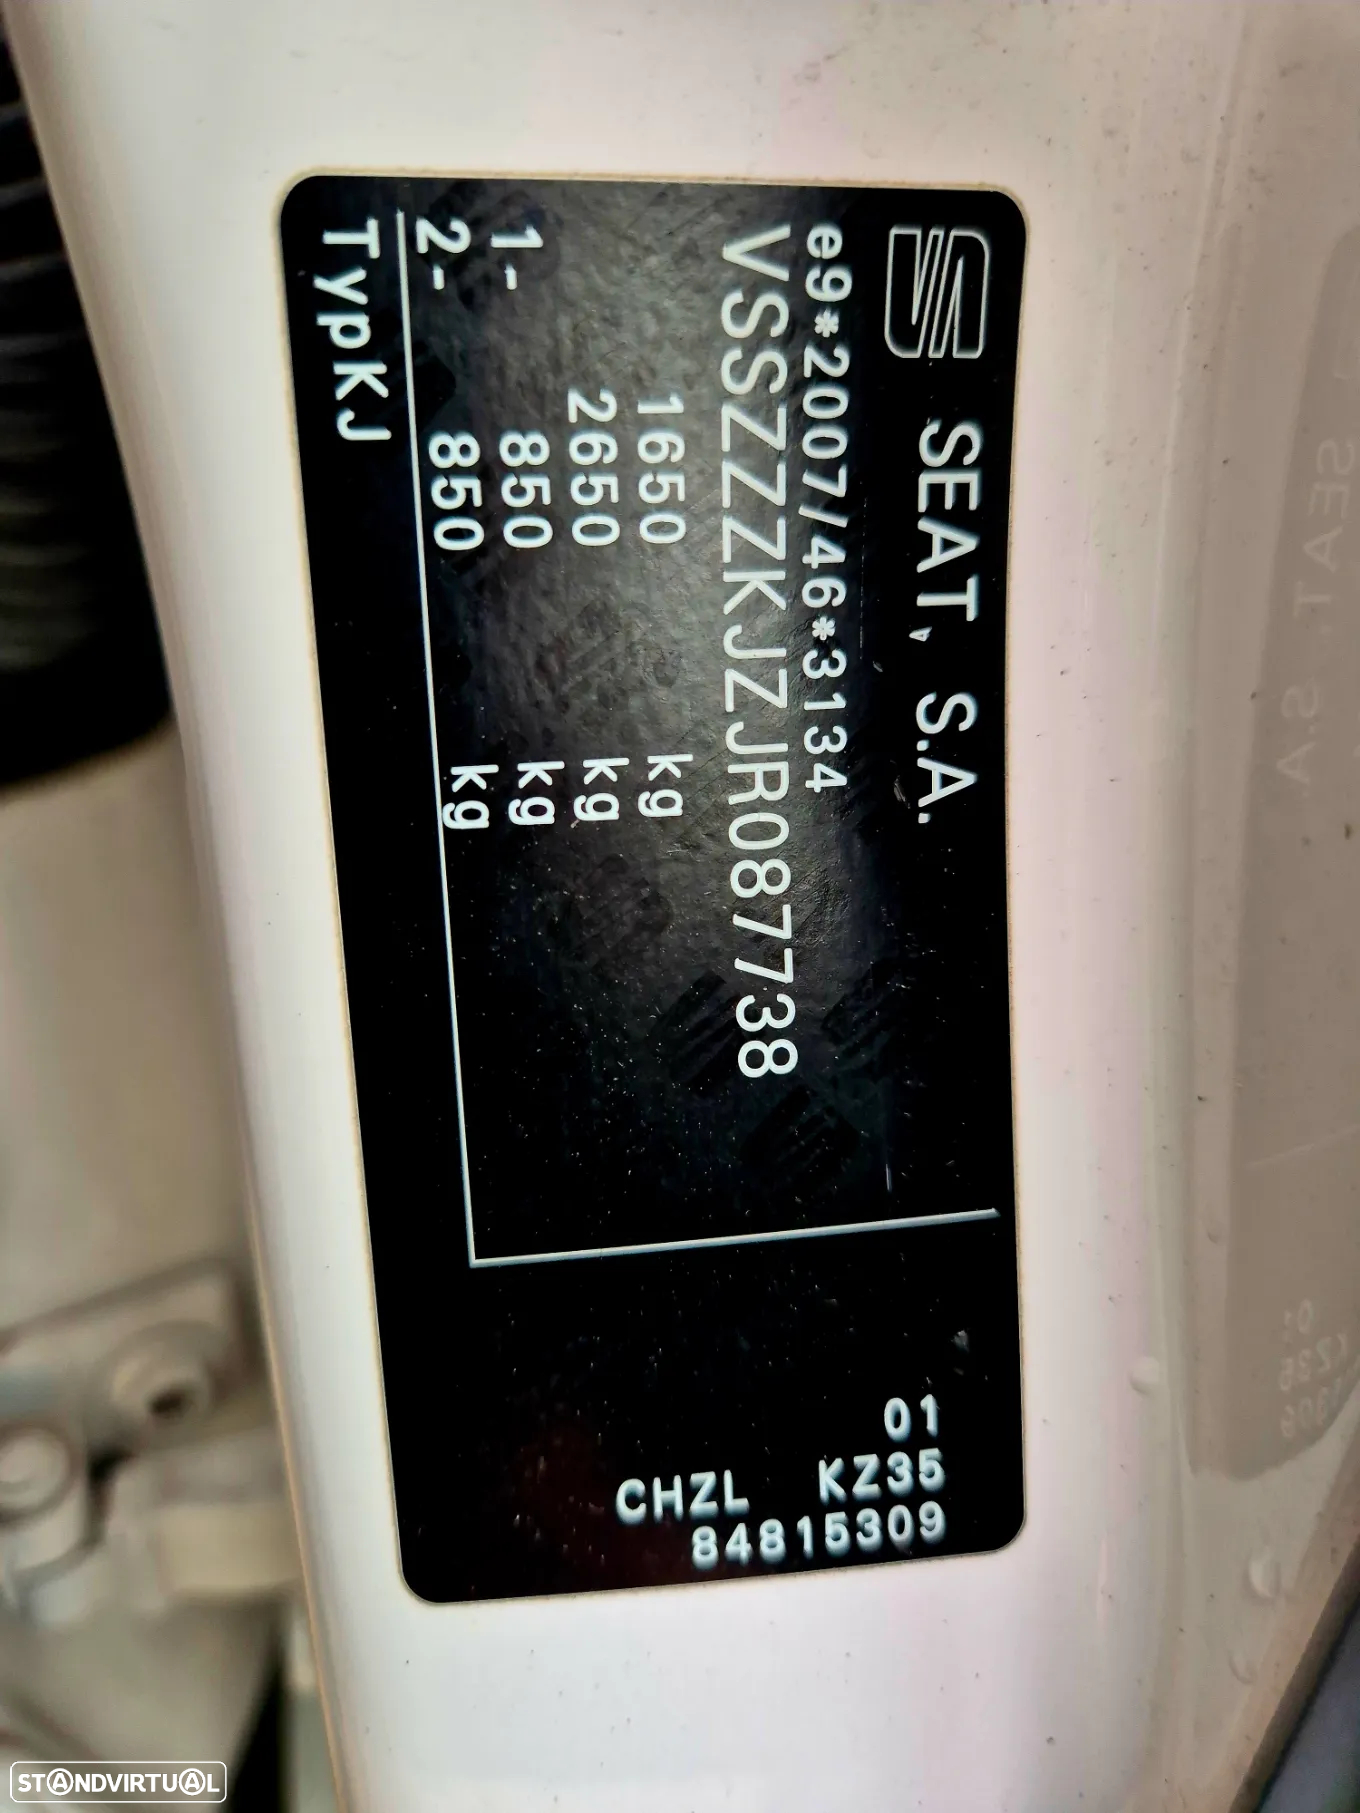 SEAT, S.A.
e9*2007/46*3134
VSSZZZKJZJR087738
1650 kg
2650 kg
1- 850 kg
2- 850 kg
TypKJ
01
KZ35
CHZL
84815309
STANDVIRTUAL